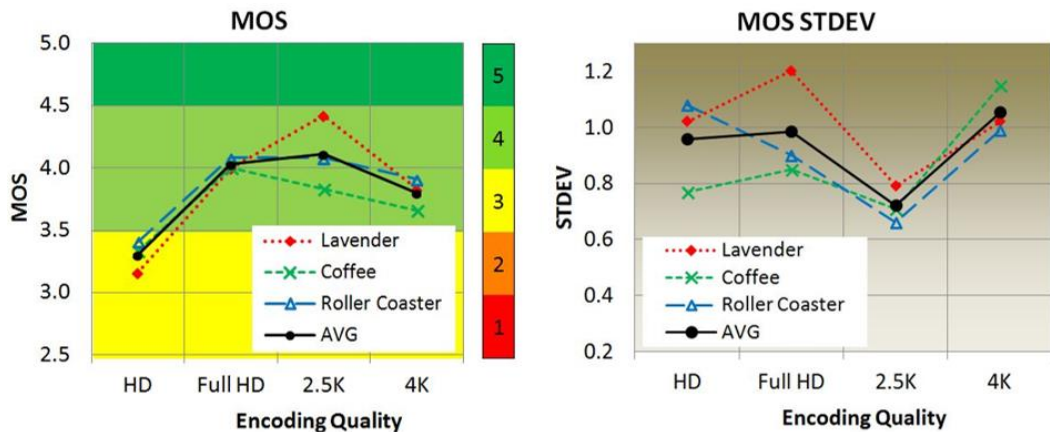 MOS
5.0
4.5
4.0
3.5
3.0
2.5
MOS
HD Full HD 2.5K 4K
Encoding Quality
Lavender
Coffee
Roller Coaster
AVG
5
4
3
2
1
MOS STDEV
1.2
1.0
0.8
0.6
0.4
0.2
STDEV
HD Full HD 2.5K 4K
Encoding Quality
Lavender
Coffee
Roller Coaster
AVG